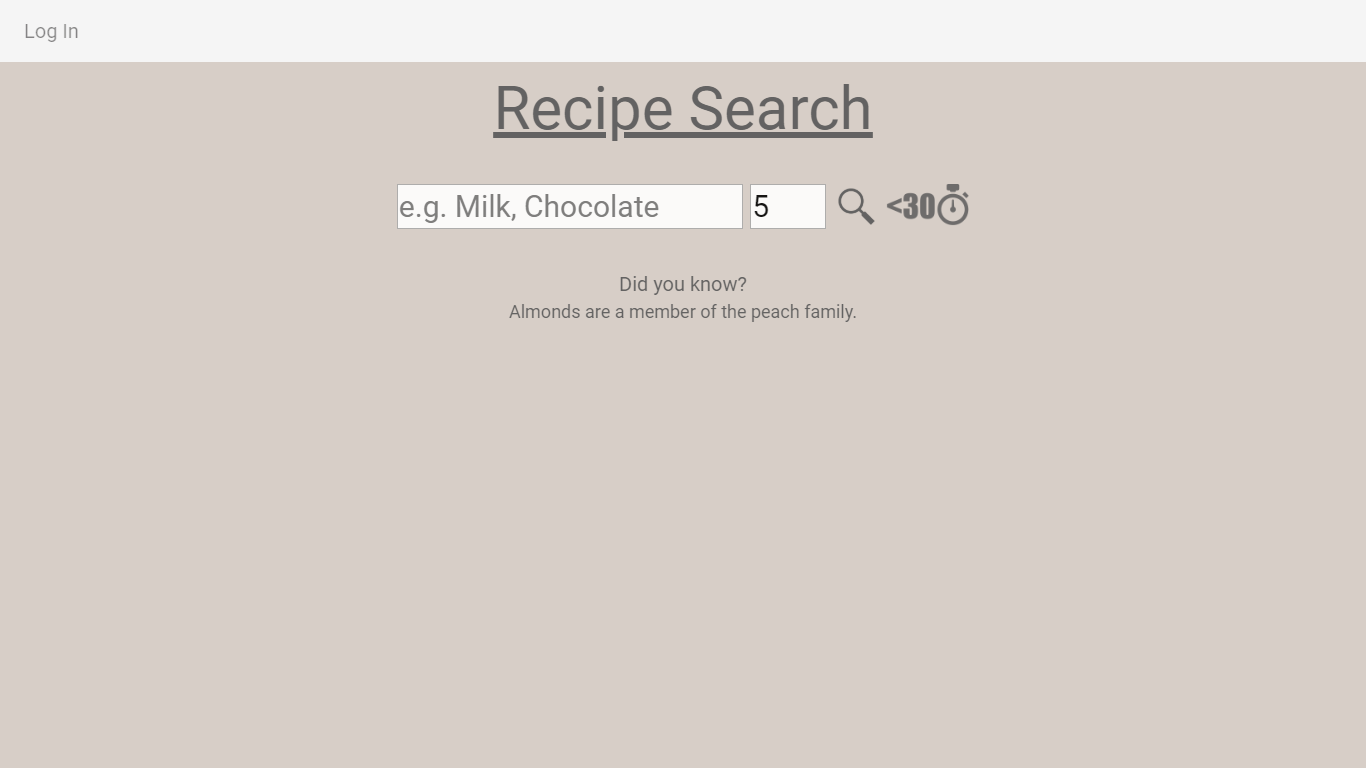 Log In
Recipe Search
e.g. Milk, Chocolate
5
<30
Did you know?
Almonds are a member of the peach family.